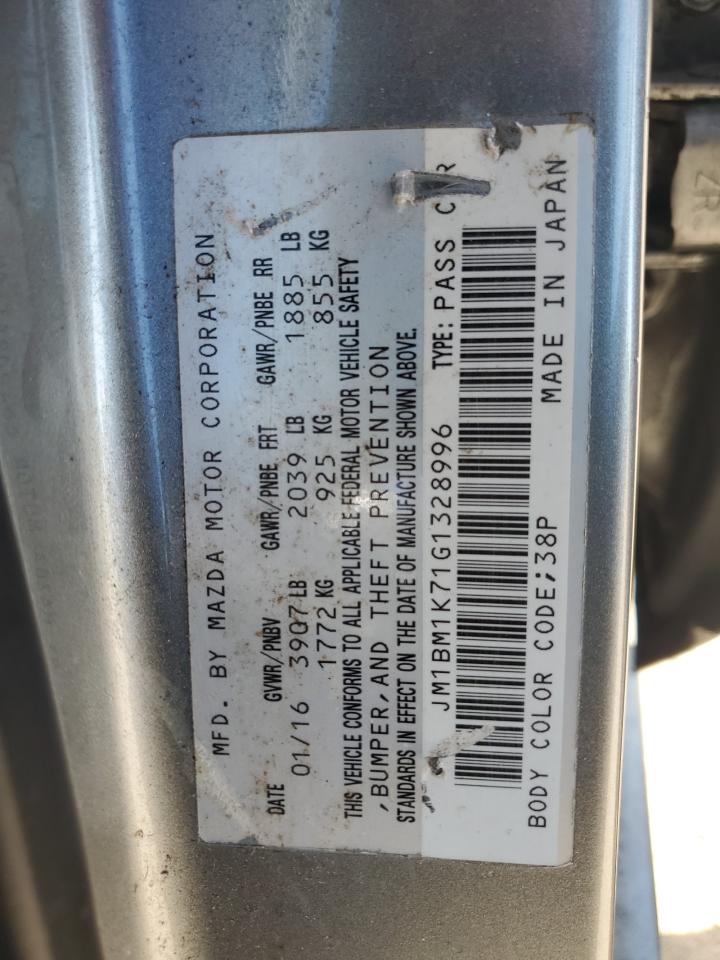 MFD. BY MAZDA MOTOR CORPORATION
DATE GVWR/PNBV GAWR/PNBE FRT GAWR/PNBE RR
01/16 3907 LB 2039 LB 1885 LB
1772 KG 925 KG 855 KG
THIS VEHICLE CONFORMS TO ALL APPLICABLE FEDERAL MOTOR VEHICLE SAFETY
,BUMPER,AND THEFT PREVENTION
STANDARDS IN EFFECT ON THE DATE OF MANUFACTURE SHOWN ABOVE.
JM1BM1K71G1328996 TYPE: PASS
BODY COLOR CODE;38P MADE IN JAPAN